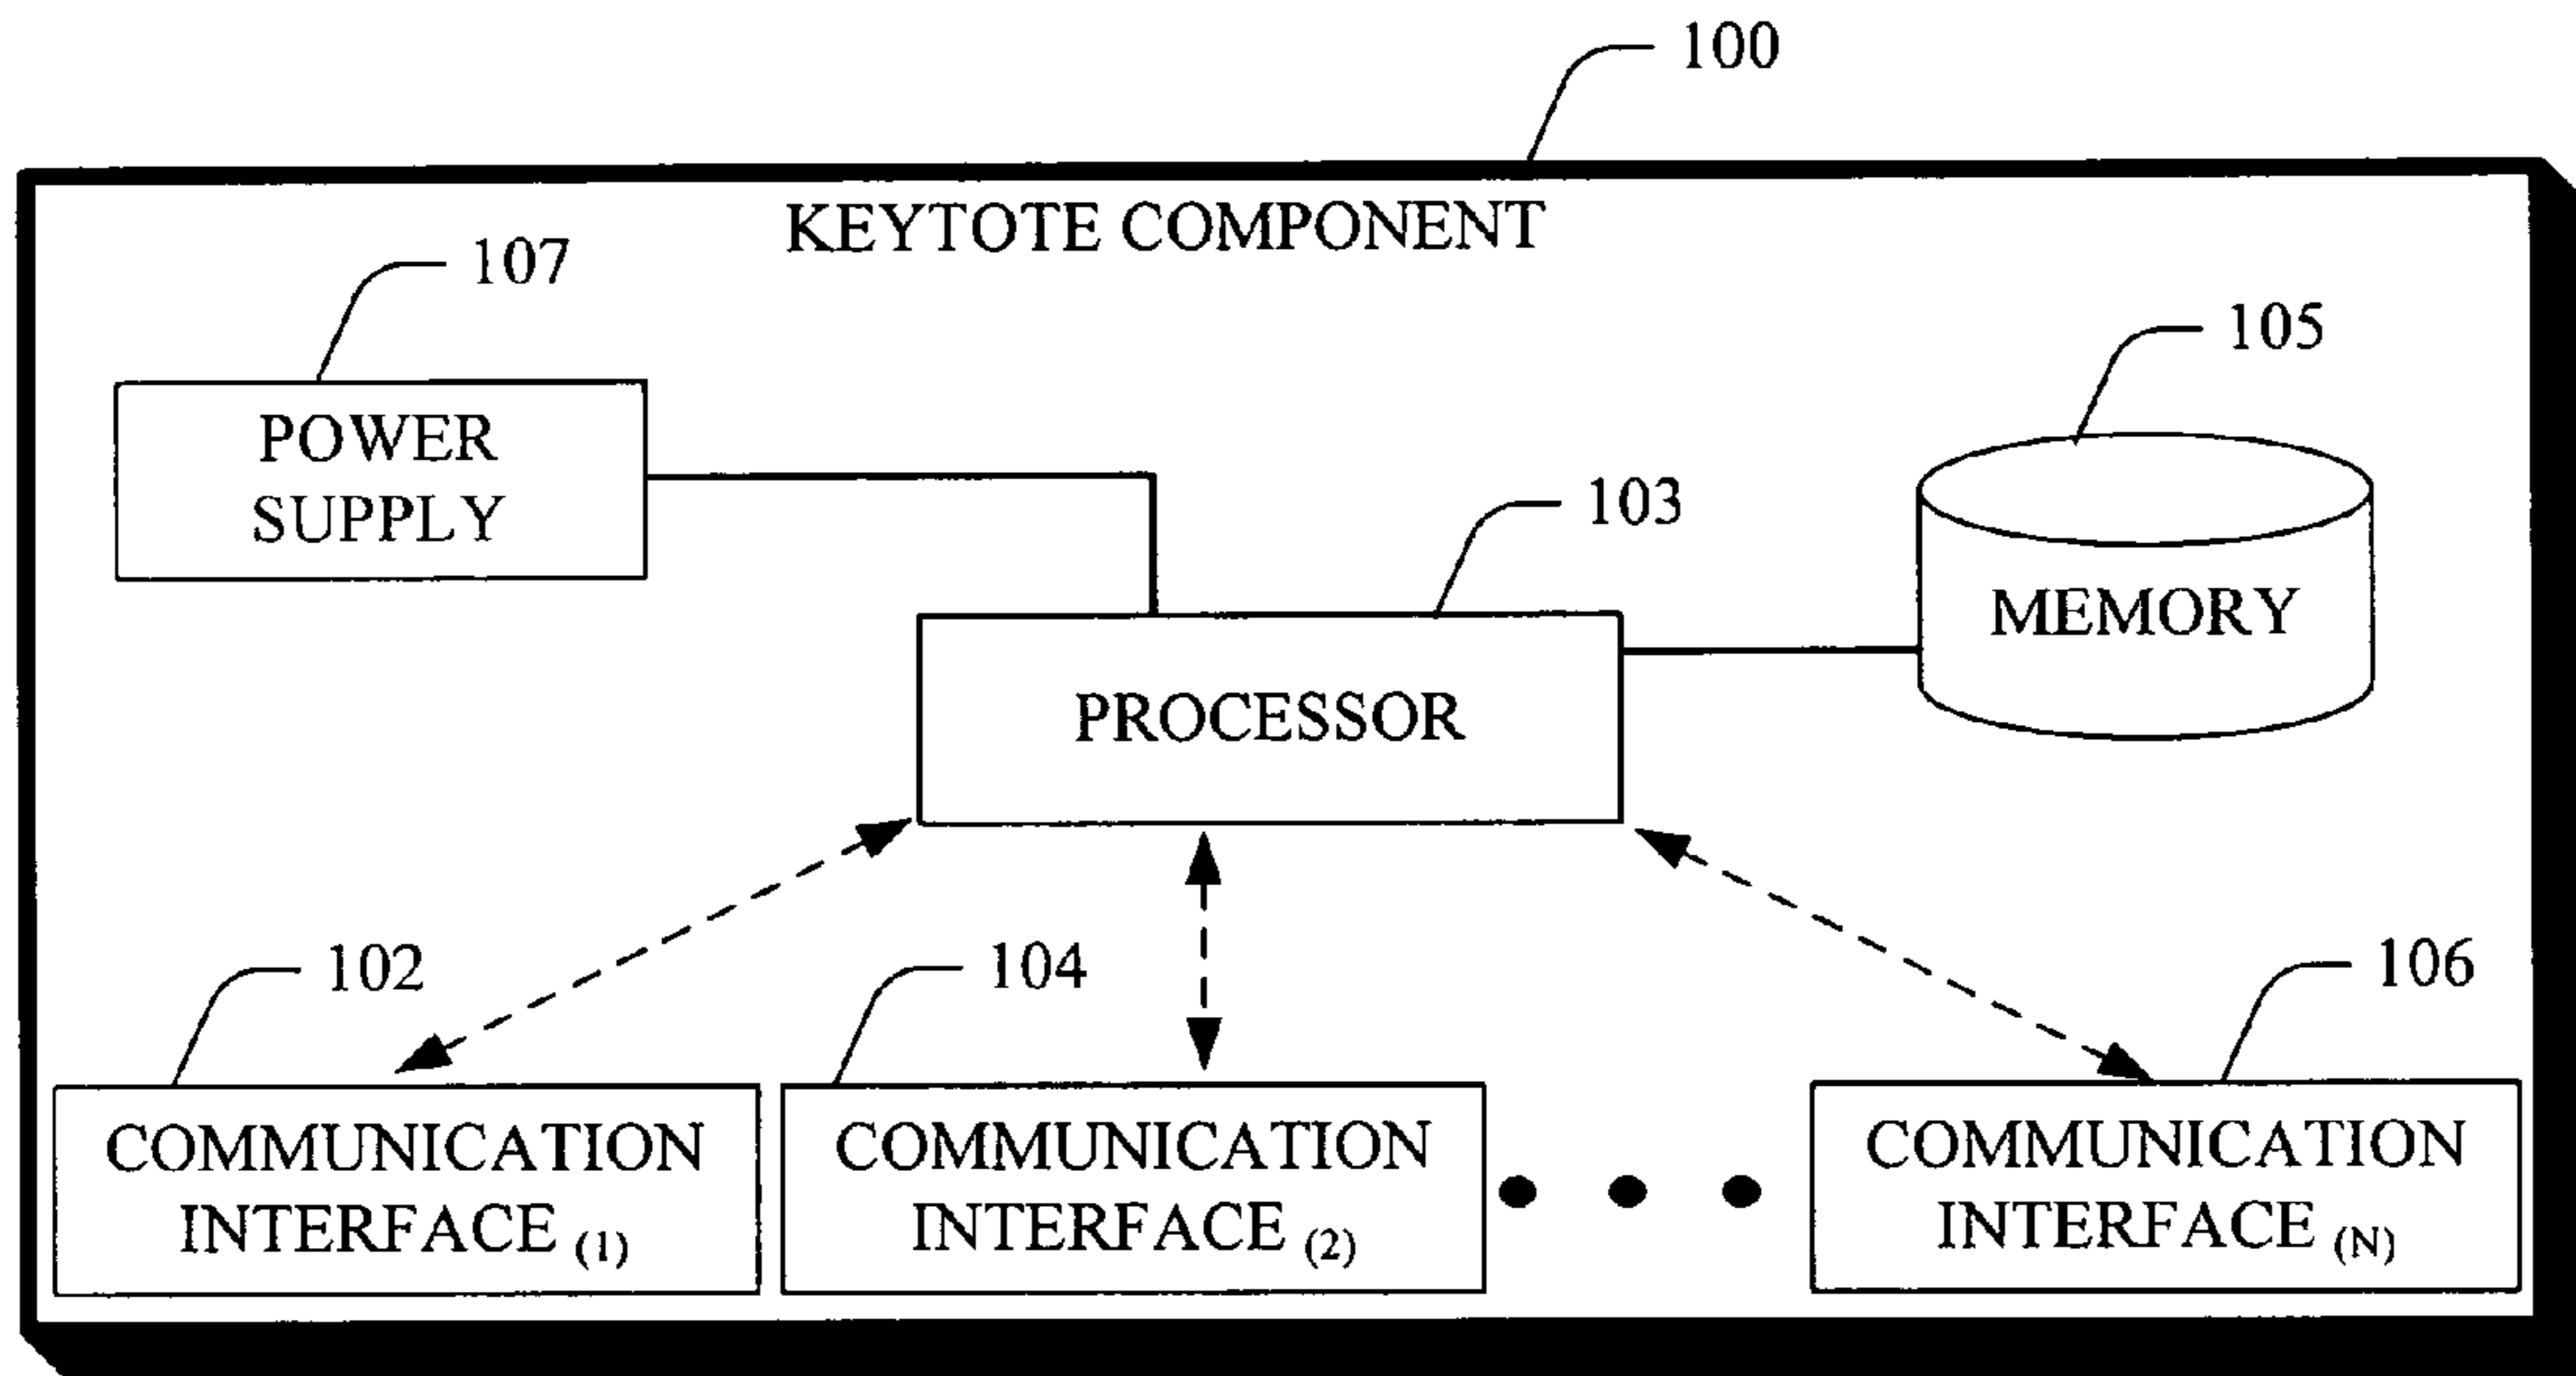 100
KEYTOTE COMPONENT
107
105
POWER
SUPPLY
103
MEMORY
PROCESSOR
102
104
106
COMMUNICATION
INTERFACE (1)
COMMUNICATION
INTERFACE (2)
COMMUNICATION
INTERFACE (N)